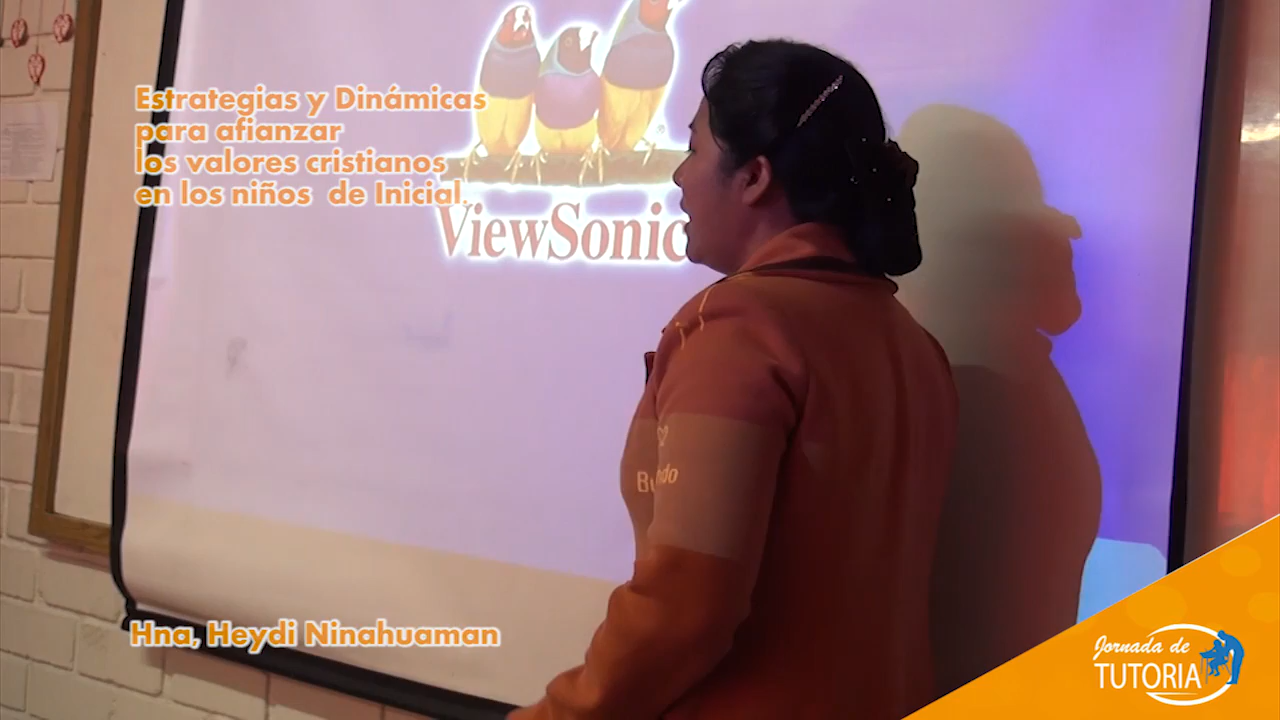 Estrategias y Dinámicas
para afianzar
los valores cristianos
en los niños  de Inicial.
ViewSonic
Hna, Heydi Ninahuaman
Jornada de
TUTORIA